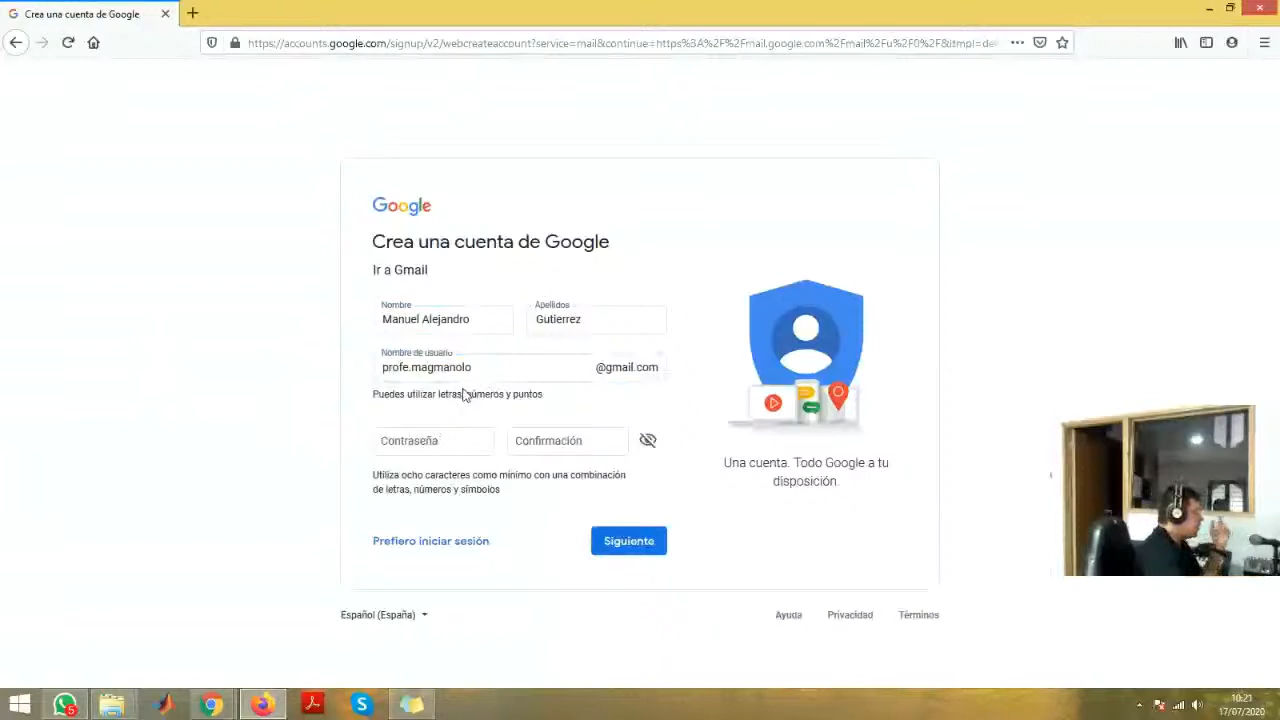 Crea una cuenta de Google
https://accounts.google.com/signup/v2/webcreateaccount?service=mail&continue=https%3A%2F%2Fmail.google.com%2Fmail%2Fu%2F0%2F&itmpl=de
Google
Crea una cuenta de Google
Ir a Gmail
Nombre Apellidos
Manuel Alejandro Gutierrez
Nombre de usuario
profe.magmanolo @gmail.com
Puedes utilizar letras, números y puntos
Contraseña Confirmación
Utiliza ocho caracteres como mínimo con una combinación
de letras, números y símbolos
Una cuenta. Todo Google a tu
disposición.
Prefiero iniciar sesión Siguiente
Español (España) Ayuda Privacidad Términos
5
10:21
17/07/2020